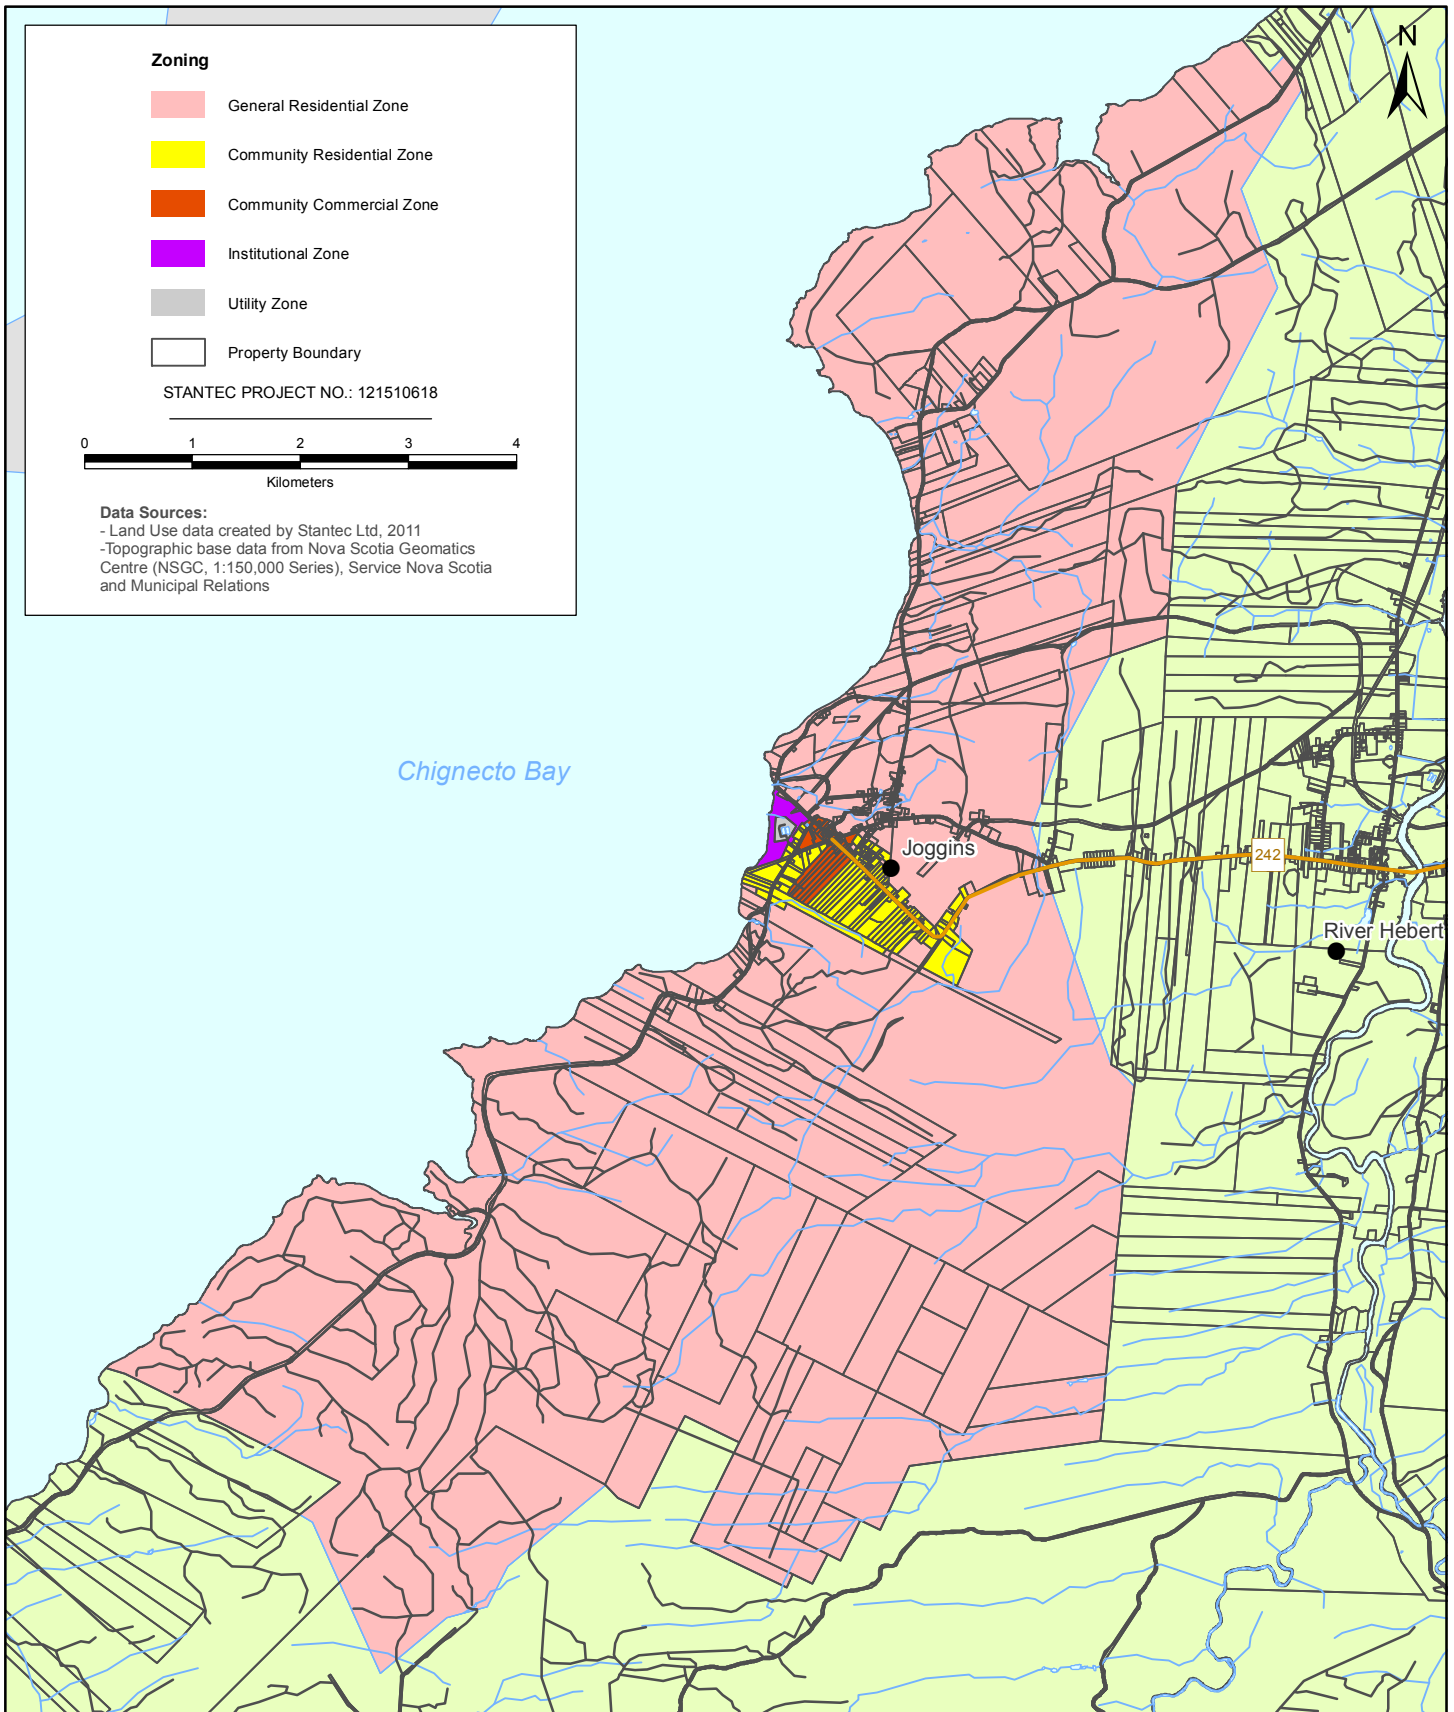 Zoning
General Residential Zone
Community Residential Zone
Community Commercial Zone
Institutional Zone
Utility Zone
Property Boundary
STANTEC PROJECT NO.: 121510618
0 1 2 3 4
Kilometers
Data Sources:
- Land Use data created by Stantec Ltd, 2011
-Topographic base data from Nova Scotia Geomatics
Centre (NSGC, 1:150,000 Series), Service Nova Scotia
and Municipal Relations
N
Chignecto Bay
Joggins
242
River Hebert